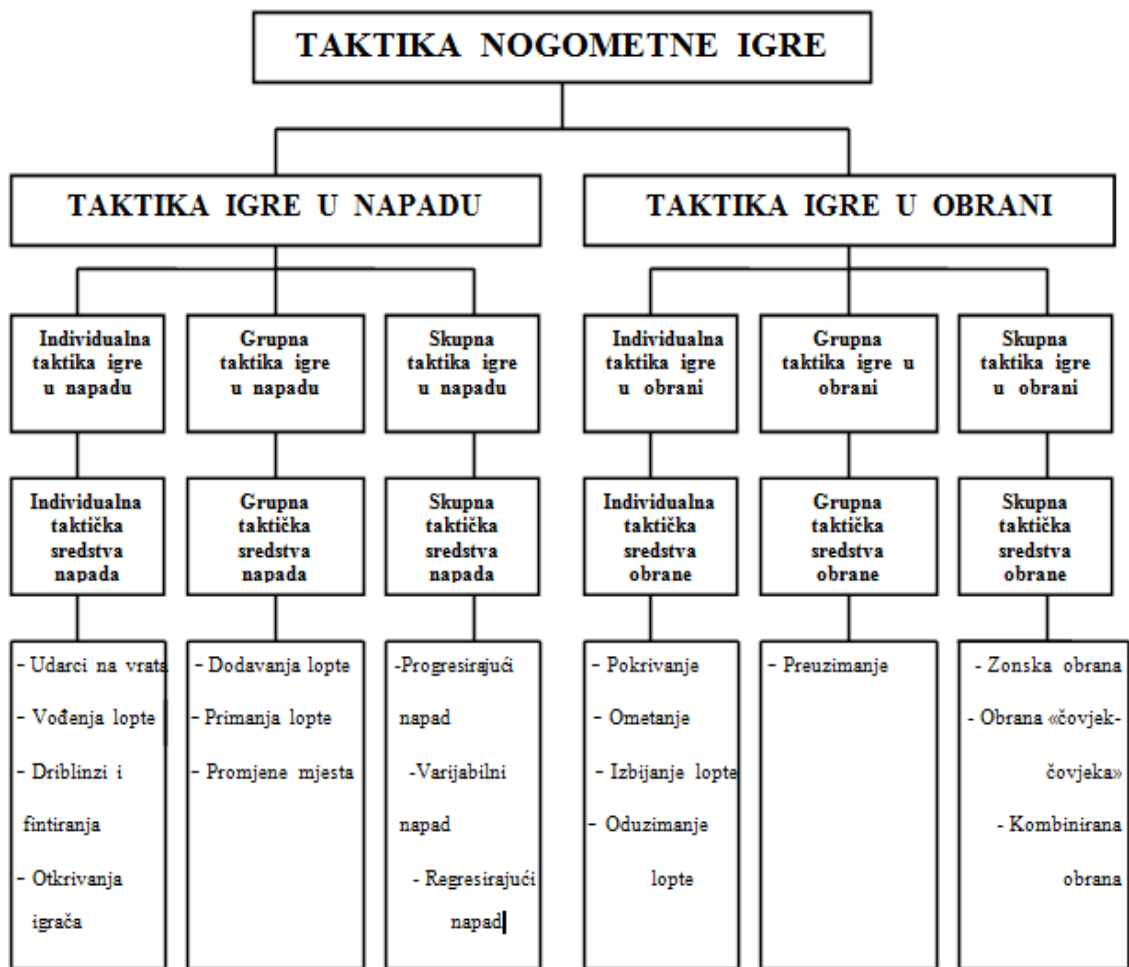 TAKTIKA NOGOMETNE IGRE
TAKTIKA IGRE U NAPADU
TAKTIKA IGRE U OBRANI
Individualna
taktika igre
u napadu
Grupna
taktika igre
u napadu
Skupna
taktika igre
u napadu
Individualna
taktika igre
u obrani
Grupna
taktika igre u
obrani
Skupna
taktika igre
u obrani
Individualna
taktička
sredstva
napada
Grupna
taktička
sredstva
napada
Skupna
taktička
sredstva
napada
Individualna
taktička
sredstva
obrane
Grupna
taktička
sredstva
obrane
Skupna
taktička
sredstva
obrane
- Udarci na vrata
- Vođenja lopte
- Driblinzi i
fintiranja
- Otkrivanja
igrača
- Dodavanja lopte
- Primanja lopte
- Promjene mjesta
-Progresirajući
napad
-Varijabilni
napad
- Regresirajući
napad
- Pokrivanje
- Ometanje
- Izbijanje lopte
- Oduzimanje
lopte
- Preuzimanje
- Zonska obrana
- Obrana «čovjek-
čovjeka»
- Kombinirana
obrana